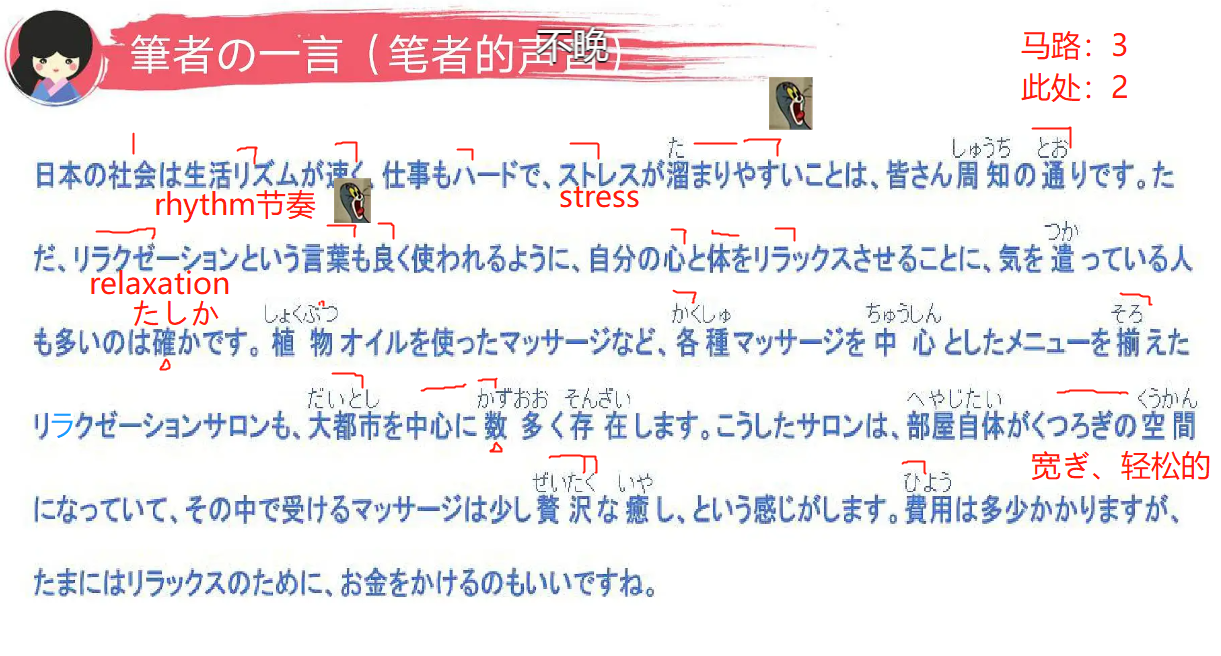 筆者の一言（笔者的声音）
不晚
马路：3
此处：2
た しゅうち とお
日本の社会は生活リズムが速く、仕事もハードで、ストレスが溜まりやすいことは、皆さん周知の通りです。た
rhythm节奏 stress
つか
だ、リラクゼーションという言葉も良く使われるように、自分の心と体をリラックスさせることに、気を遣っている人
relaxation
たしか しょくぶつ かくしゅ ちゅうしん そろ
も多いのは確かです。植物オイルを使ったマッサージなど、各種マッサージを中心としたメニューを揃えた
だいとし かずおお そんざい へやじたい くうかん
リラクゼーションサロンも、大都市を中心に数多く存在します。こうしたサロンは、部屋自体がくつろぎの空間
宽ぎ、轻松的
ぜいたく いや ひよう
になっていて、その中で受けるマッサージは少し贅沢な癒し、という感じがします。費用は多少かかりますが、
たまにはリラックスのために、お金をかけるのもいいですね。